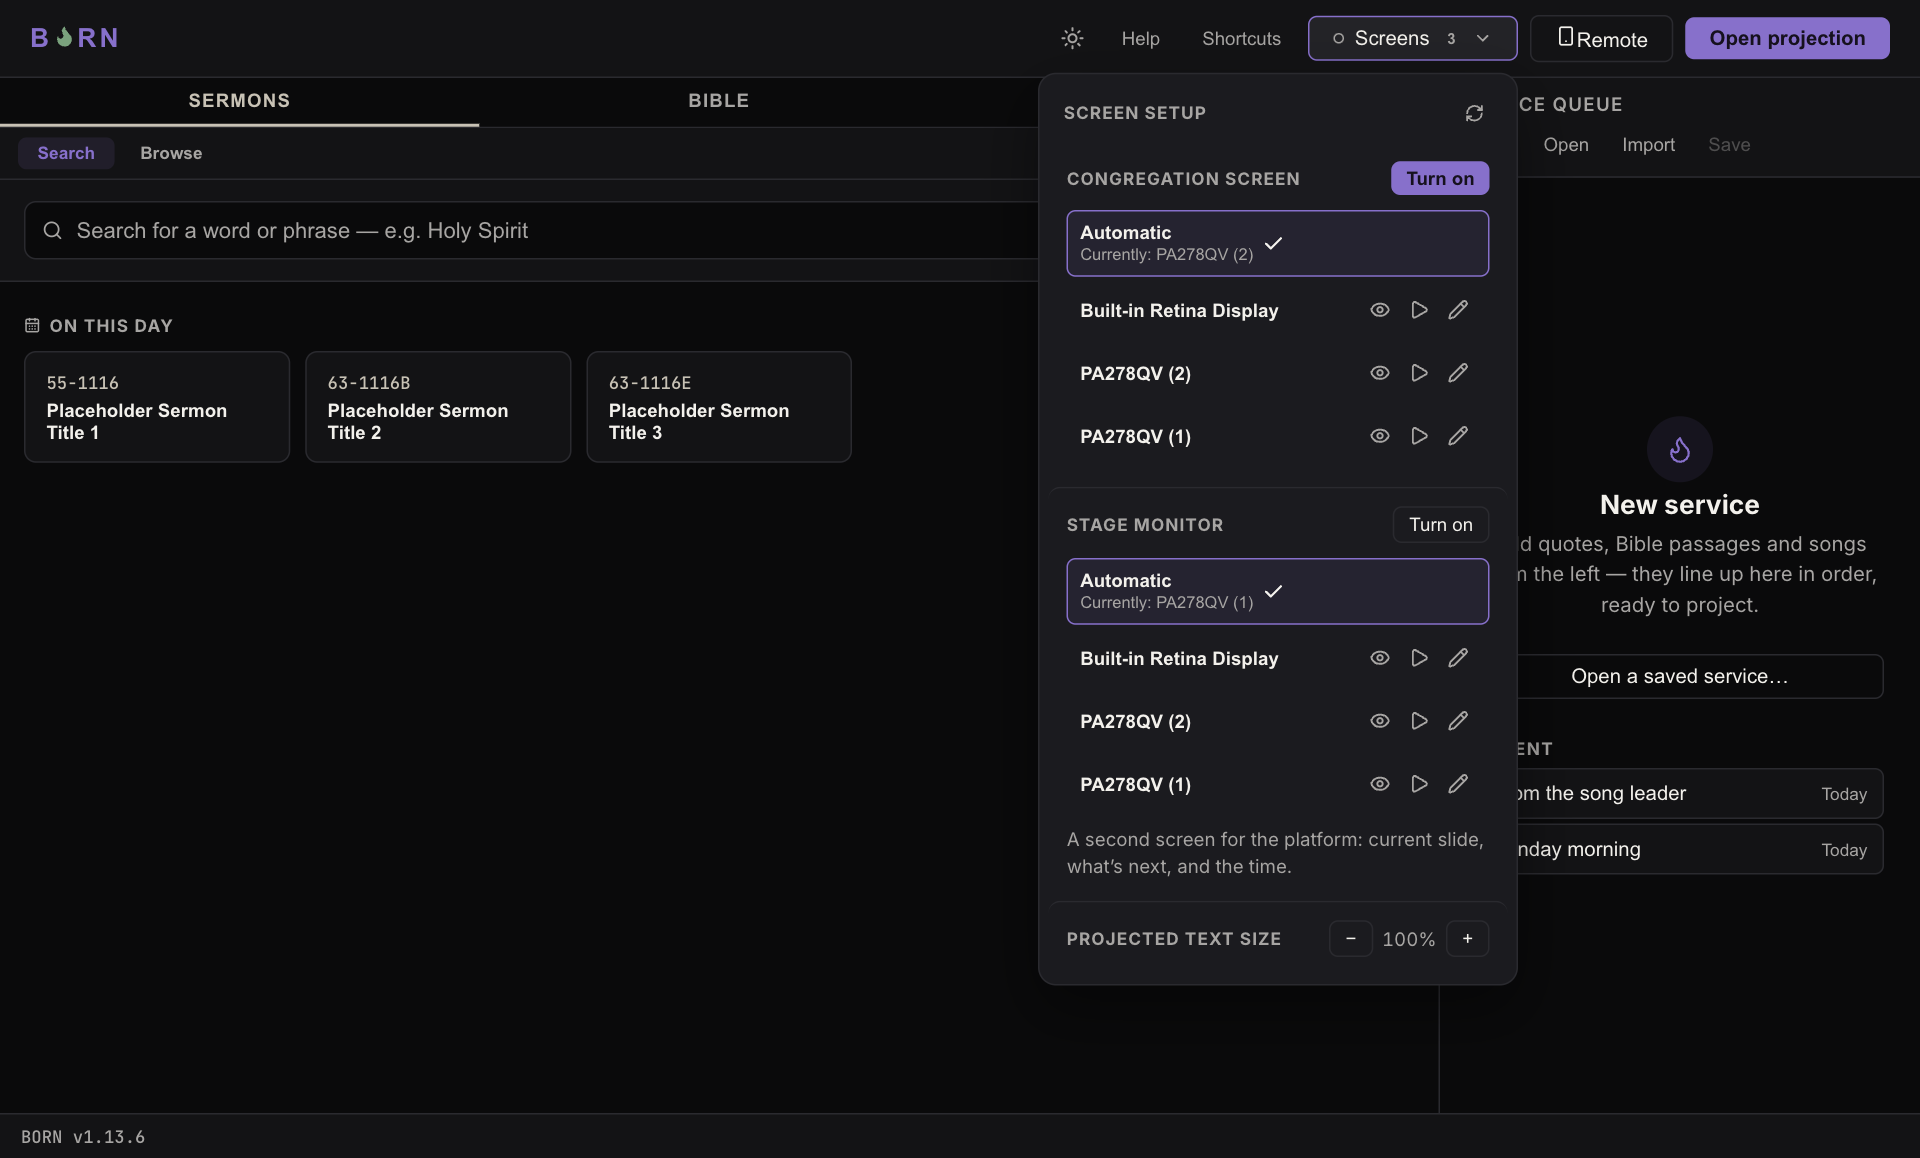 B RN
Help
Shortcuts
Screens 3
Remote
Open projection
SERMONS
BIBLE
Search
Browse
Search for a word or phrase — e.g. Holy Spirit
ON THIS DAY
55-1116
Placeholder Sermon
Title 1
63-1116B
Placeholder Sermon
Title 2
63-1116E
Placeholder Sermon
Title 3
SCREEN SETUP
CONGREGATION SCREEN
Turn on
Automatic
Currently: PA278QV (2)
Built-in Retina Display
PA278QV (2)
PA278QV (1)
STAGE MONITOR
Turn on
Automatic
Currently: PA278QV (1)
Built-in Retina Display
PA278QV (2)
PA278QV (1)
A second screen for the platform: current slide,
what’s next, and the time.
PROJECTED TEXT SIZE
− 100% +
CE QUEUE
Open
Import
Save
New service
d quotes, Bible passages and songs
the left — they line up here in order,
ready to project.
Open a saved service…
ENT
om the song leader
Today
nday morning
Today
BORN v1.13.6